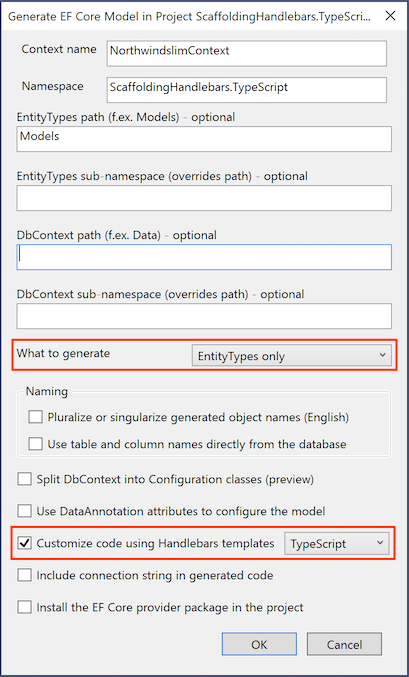 Generate EF Core Model in Project ScaffoldingHandlebars.TypeScri...
Context name
NorthwindslimContext
Namespace
ScaffoldingHandlebars.TypeScript
EntityTypes path (f.ex. Models) - optional
Models
EntityTypes sub-namespace (overrides path) - optional
DbContext path (f.ex. Data) - optional
DbContext sub-namespace (overrides path) - optional
What to generate
EntityTypes only
Naming
Pluralize or singularize generated object names (English)
Use table and column names directly from the database
Split DbContext into Configuration classes (preview)
Use DataAnnotation attributes to configure the model
Customize code using Handlebars templates
TypeScript
Include connection string in generated code
Install the EF Core provider package in the project
OK
Cancel